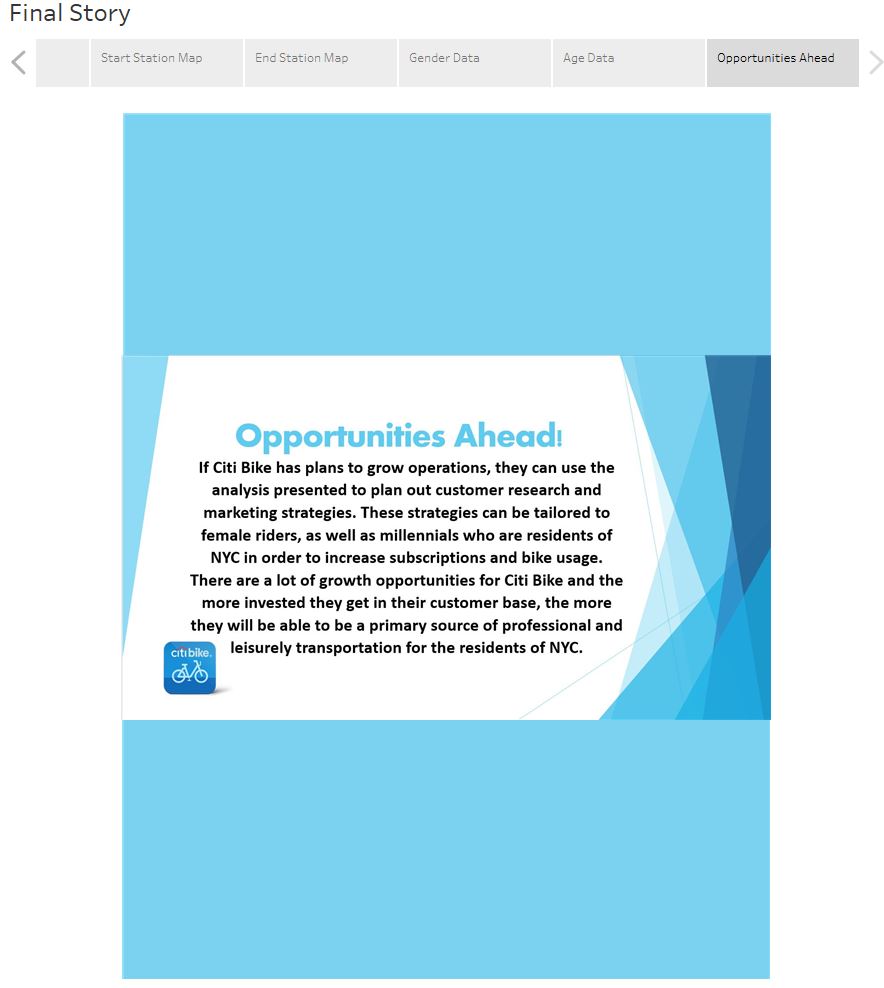 Final Story
Start Station Map
End Station Map
Gender Data
Age Data
Opportunities Ahead
Opportunities Ahead!
If Citi Bike has plans to grow operations, they can use the
analysis presented to plan out customer research and
marketing strategies. These strategies can be tailored to
female riders, as well as millennials who are residents of
NYC in order to increase subscriptions and bike usage.
There are a lot of growth opportunities for Citi Bike and the
more invested they get in their customer base, the more
they will be able to be a primary source of professional and
leisurely transportation for the residents of NYC.
citi bike.